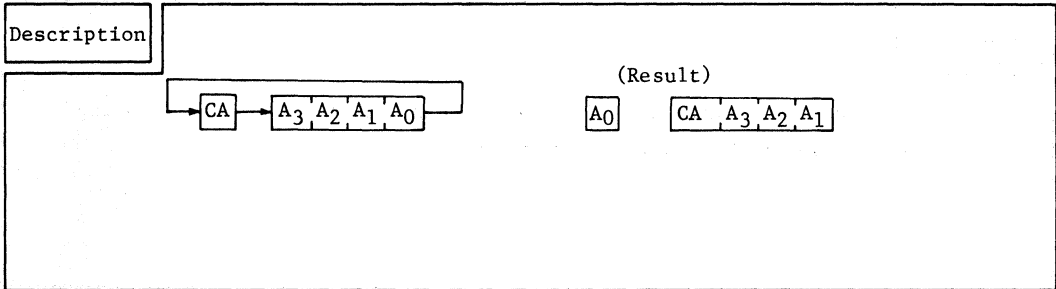 Description
(Result)
CA A₃ A₂ A₁ A₀ A₀ CA A₃ A₂ A₁